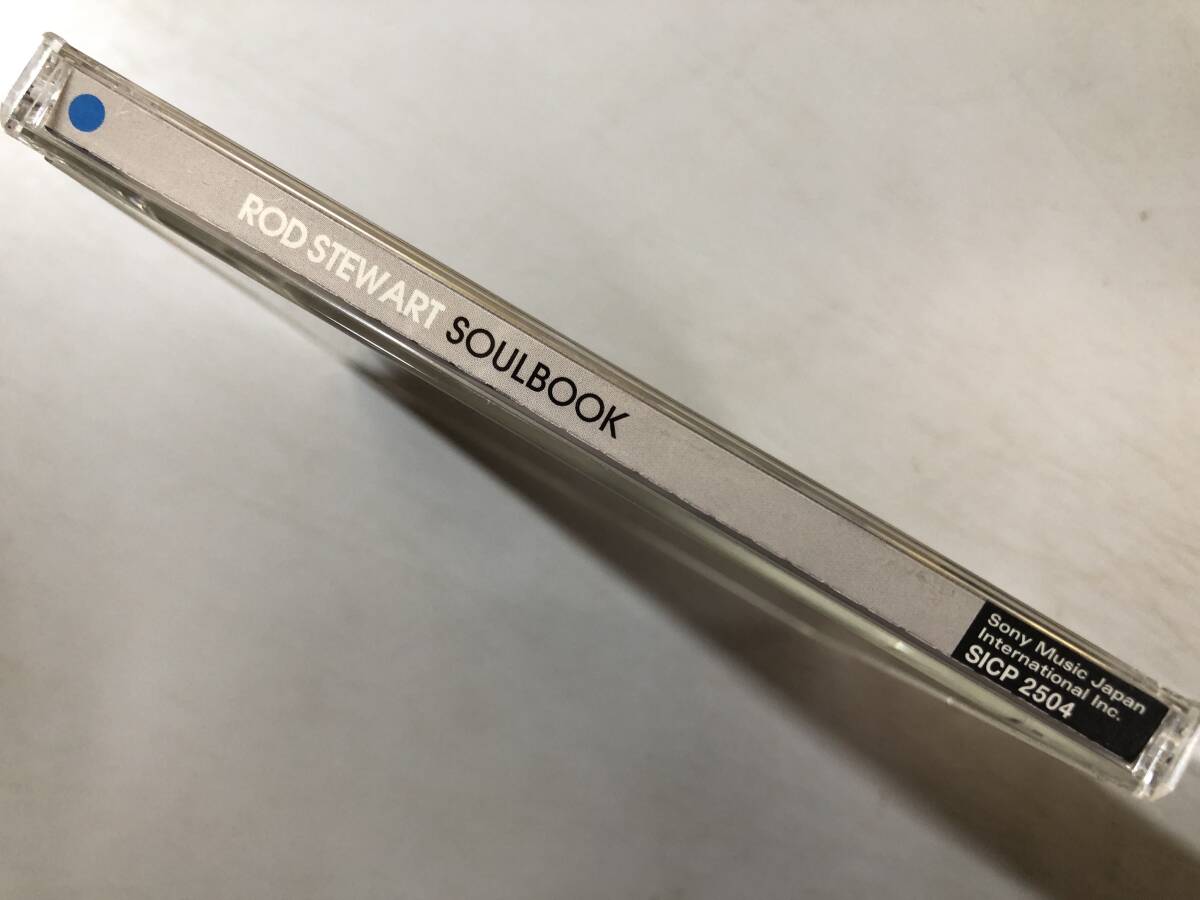 ROD STEWART SOULBOOK
Sony Music Japan
International Inc.
SICP 2504